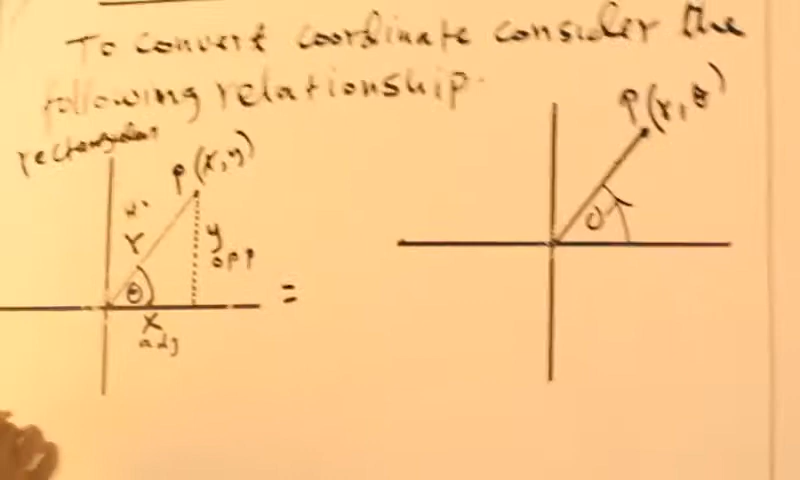 To convert coordinate consider the
following relationship.
rectangular
P(x,y)
r
y
opp
θ
x
adj
=
P(r,θ)
θ